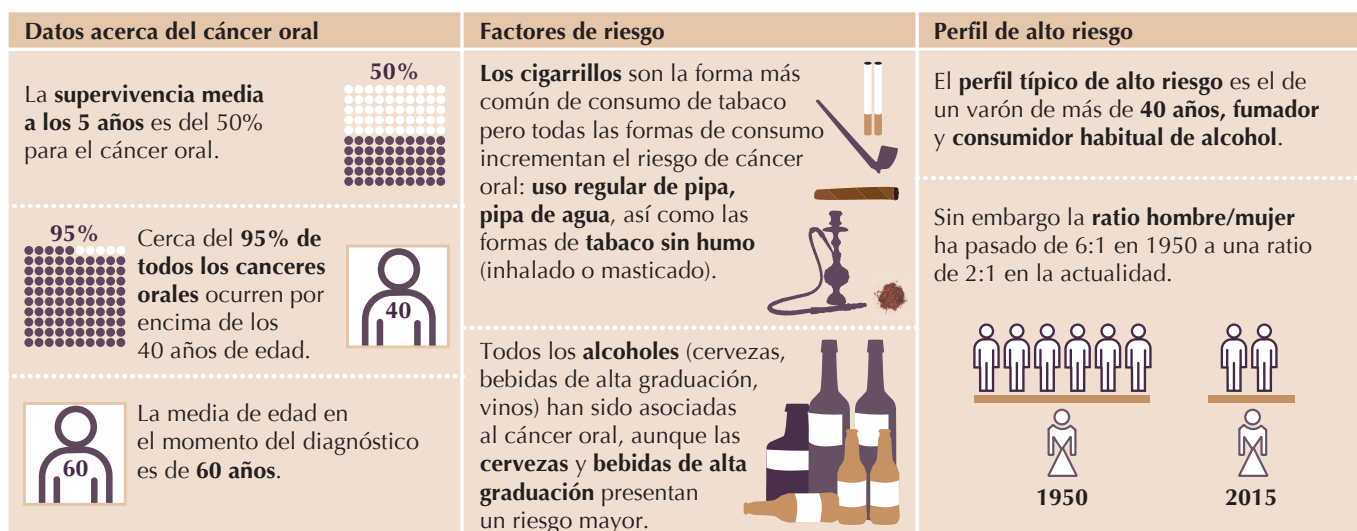 Datos acerca del cáncer oral
La supervivencia media
a los 5 años es del 50%
para el cáncer oral.
50%
95%
Cerca del 95% de
todos los canceres
orales ocurren por
encima de los
40 años de edad.
40
60
La media de edad en
el momento del diagnóstico
es de 60 años.
Factores de riesgo
Los cigarrillos son la forma más
común de consumo de tabaco
pero todas las formas de consumo
incrementan el riesgo de cáncer
oral: uso regular de pipa,
pipa de agua, así como las
formas de tabaco sin humo
(inhalado o masticado).
Todos los alcoholes (cervezas,
bebidas de alta graduación,
vinos) han sido asociadas
al cáncer oral, aunque las
cervezas y bebidas de alta
graduación presentan
un riesgo mayor.
Perfil de alto riesgo
El perfil típico de alto riesgo es el de
un varón de más de 40 años, fumador
y consumidor habitual de alcohol.
Sin embargo la ratio hombre/mujer
ha pasado de 6:1 en 1950 a una ratio
de 2:1 en la actualidad.
1950
2015